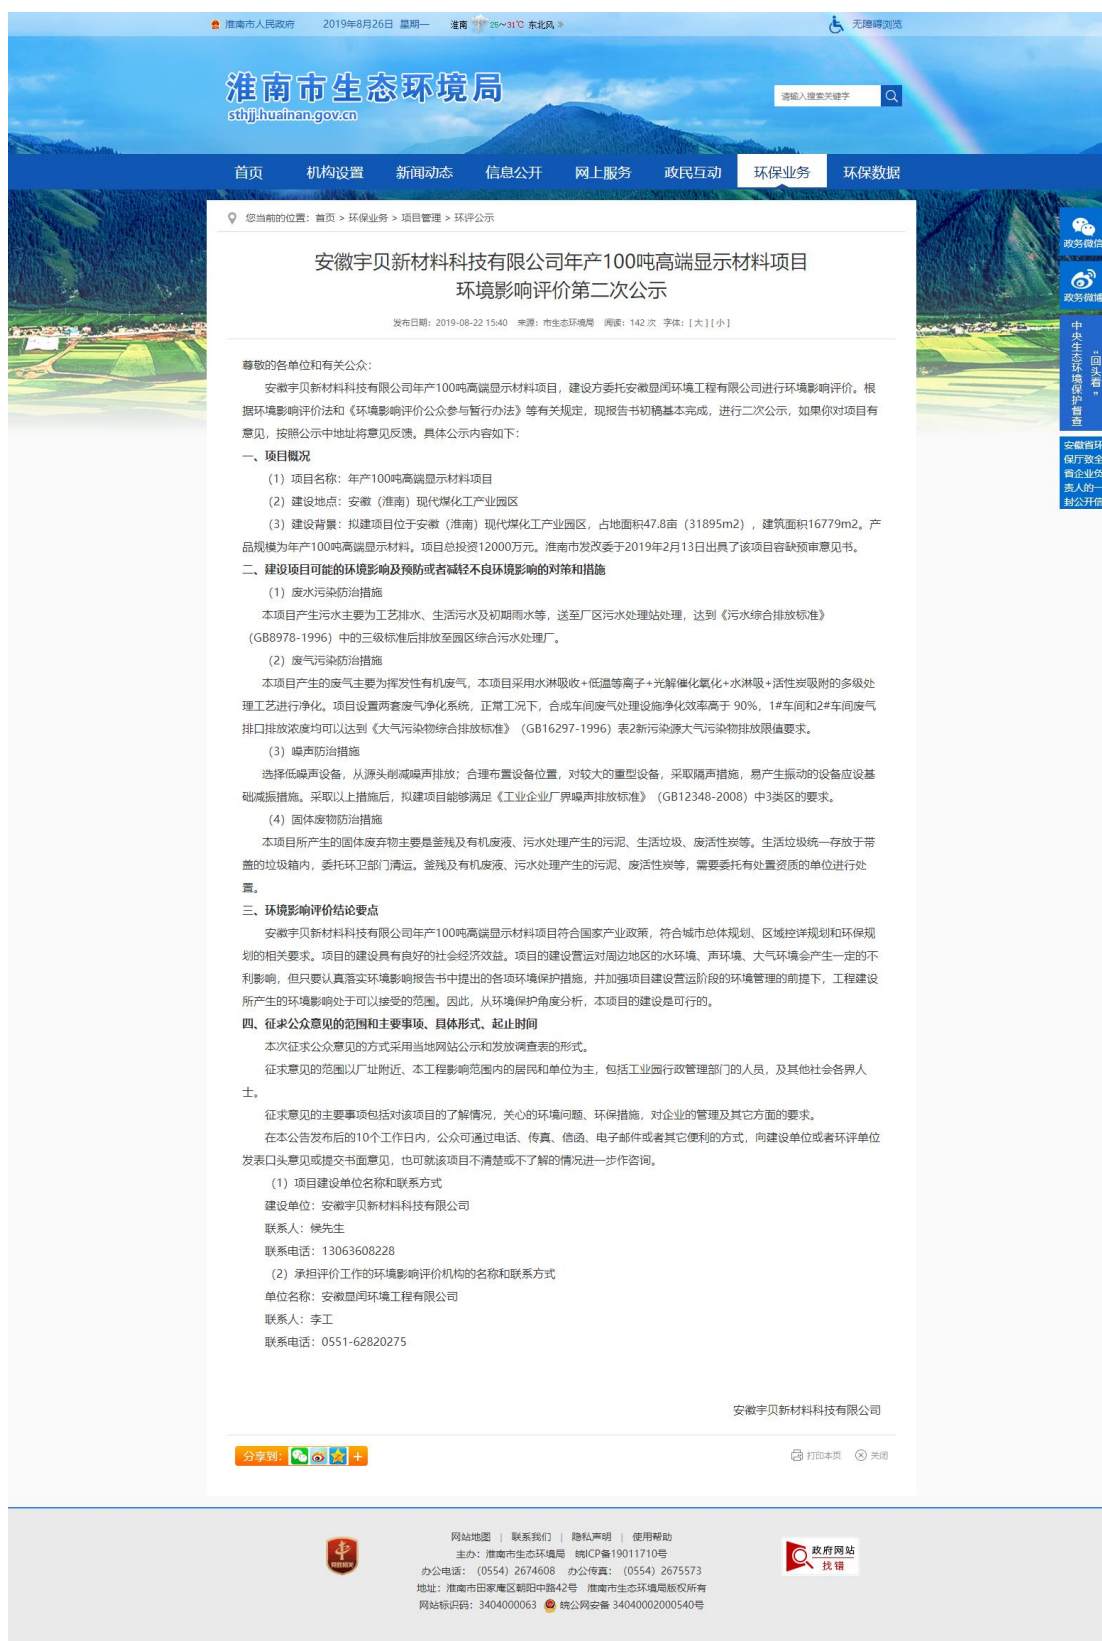 淮南市人民政府 2019年8月26日 星期一 淮南 25~31℃ 东北风 无障碍浏览
淮南市生态环境局
sthjj.huainan.gov.cn
请输入搜索关键字
首页 机构设置 新闻动态 信息公开 网上服务 政民互动 环保业务 环保数据
您当前的位置：首页 > 环保业务 > 项目管理 > 环评公示
安徽宇贝新材料科技有限公司年产100吨高端显示材料项目
环境影响评价第二次公示
发布日期：2019-08-22 15:40 来源：市生态环境局 阅读：142 次 字体：[ 大 ] [ 小 ]
尊敬的各单位和有关公众：
安徽宇贝新材料科技有限公司年产100吨高端显示材料项目，建设方委托安徽显闰环境工程有限公司进行环境影响评价。根
据环境影响评价法和《环境影响评价公众参与暂行办法》等有关规定，现报告书初稿基本完成，进行二次公示，如果你对项目有
意见，按照公示中地址将意见反馈。具体公示内容如下：
一、项目概况
（1）项目名称：年产100吨高端显示材料项目
（2）建设地点：安徽（淮南）现代煤化工产业园区
（3）建设背景：拟建项目位于安徽（淮南）现代煤化工产业园区，占地面积47.8亩（31895m2），建筑面积16779m2。产
品规模为年产100吨高端显示材料。项目总投资12000万元。淮南市发改委于2019年2月13日出具了该项目容缺预审意见书。
二、建设项目可能的环境影响及预防或者减轻不良环境影响的对策和措施
（1）废水污染防治措施
本项目产生污水主要为工艺排水、生活污水及初期雨水等，送至厂区污水处理站处理，达到《污水综合排放标准》
（GB8978-1996）中的三级标准后排放至园区综合污水处理厂。
（2）废气污染防治措施
本项目产生的废气主要为挥发性有机废气，本项目采用水淋吸收+低温等离子+光解催化氧化+水淋吸+活性炭吸附的多级处
理工艺进行净化。项目设置两套废气净化系统，正常工况下，合成车间废气处理设施净化效率高于 90%，1#车间和2#车间废气
排口排放浓度均可以达到《大气污染物综合排放标准》（GB16297-1996）表2新污染源大气污染物排放限值要求。
（3）噪声防治措施
选择低噪声设备，从源头削减噪声排放；合理布置设备位置，对较大的重型设备，采取隔声措施，易产生振动的设备应设基
础减振措施。采取以上措施后，拟建项目能够满足《工业企业厂界噪声排放标准》（GB12348-2008）中3类区的要求。
（4）固体废物防治措施
本项目所产生的固体废弃物主要是釜残及有机废液、污水处理产生的污泥、生活垃圾、废活性炭等。生活垃圾统一存放于带
盖的垃圾箱内，委托环卫部门清运。釜残及有机废液、污水处理产生的污泥、废活性炭等，需要委托有处置资质的单位进行处
置。
三、环境影响评价结论要点
安徽宇贝新材料科技有限公司年产100吨高端显示材料项目符合国家产业政策，符合城市总体规划、区域控详规划和环保规
划的相关要求。项目的建设具有良好的社会经济效益。项目的建设营运对周边地区的水环境、声环境、大气环境会产生一定的不
利影响，但只要认真落实环境影响报告书中提出的各项环境保护措施，并加强项目建设营运阶段的环境管理的前提下，工程建设
所产生的环境影响处于可以接受的范围。因此，从环境保护角度分析，本项目的建设是可行的。
四、征求公众意见的范围和主要事项、具体形式、起止时间
本次征求公众意见的方式采用当地网站公示和发放调查表的形式。
征求意见的范围以厂址附近、本工程影响范围内的居民和单位为主，包括工业园行政管理部门的人员，及其他社会各界人
士。
征求意见的主要事项包括对该项目的了解情况，关心的环境问题、环保措施，对企业的管理及其它方面的要求。
在本公告发布后的10个工作日内，公众可通过电话、传真、信函、电子邮件或者其它便利的方式，向建设单位或者环评单位
发表口头意见或提交书面意见，也可就该项目不清楚或不了解的情况进一步作咨询。
（1）项目建设单位名称和联系方式
建设单位：安徽宇贝新材料科技有限公司
联系人：候先生
联系电话：13063608228
（2）承担评价工作的环境影响评价机构的名称和联系方式
单位名称：安徽显闰环境工程有限公司
联系人：李工
联系电话：0551-62820275
安徽宇贝新材料科技有限公司
分享到：
打印本页 关闭
政务微信
政务微博
中央生态环境保护督查
“回头看”
安徽省环
保厅致全
省企业负
责人的一
封公开信
网站地图 | 联系我们 | 隐私声明 | 使用帮助
主办：淮南市生态环境局 皖ICP备19011710号
办公电话：（0554）2674608 办公传真：（0554）2675573
地址：淮南市田家庵区朝阳中路42号 淮南市生态环境局版权所有
网站标识码：3404000063 皖公网安备 34040002000540号
政府网站
找错